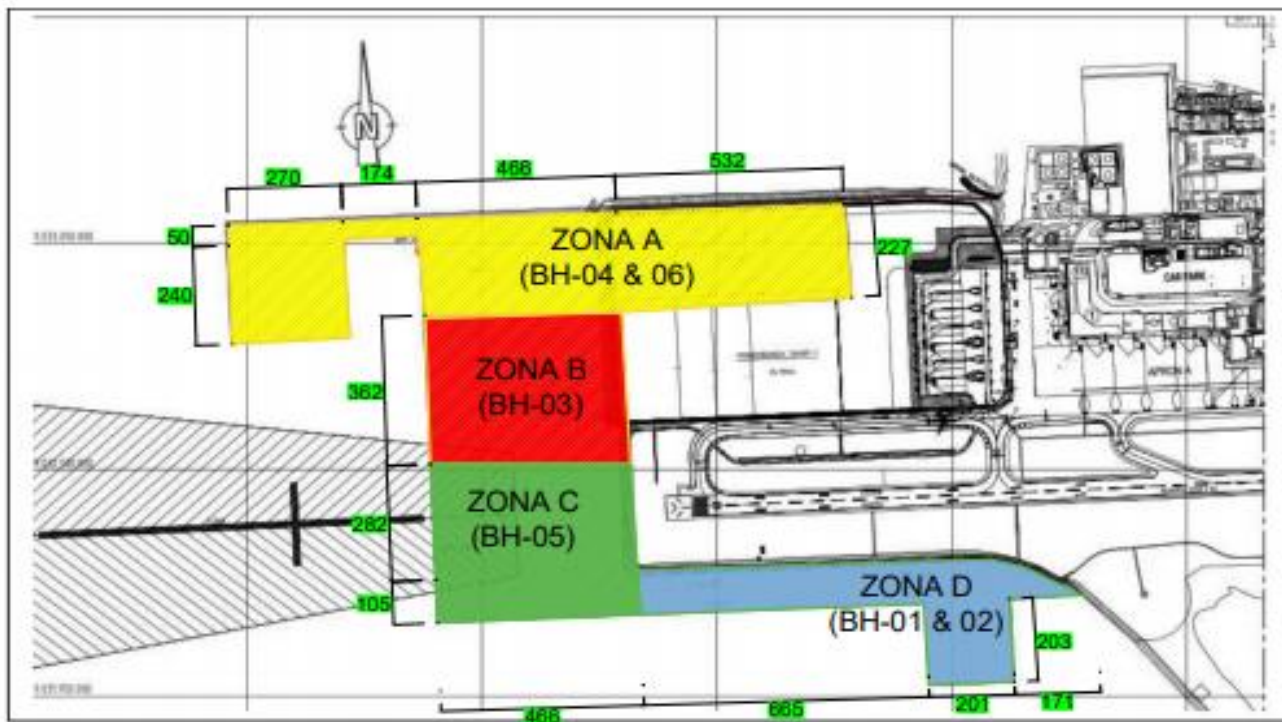 N
532
466
174
270
50
ZONA A
(BH-04 & 06)
227
240
CAR PARK
ZONA B
(BH-03)
362
APRON A
ZONA C
(BH-05)
282
ZONA D
(BH-01 & 02)
105
203
466
665
201
171